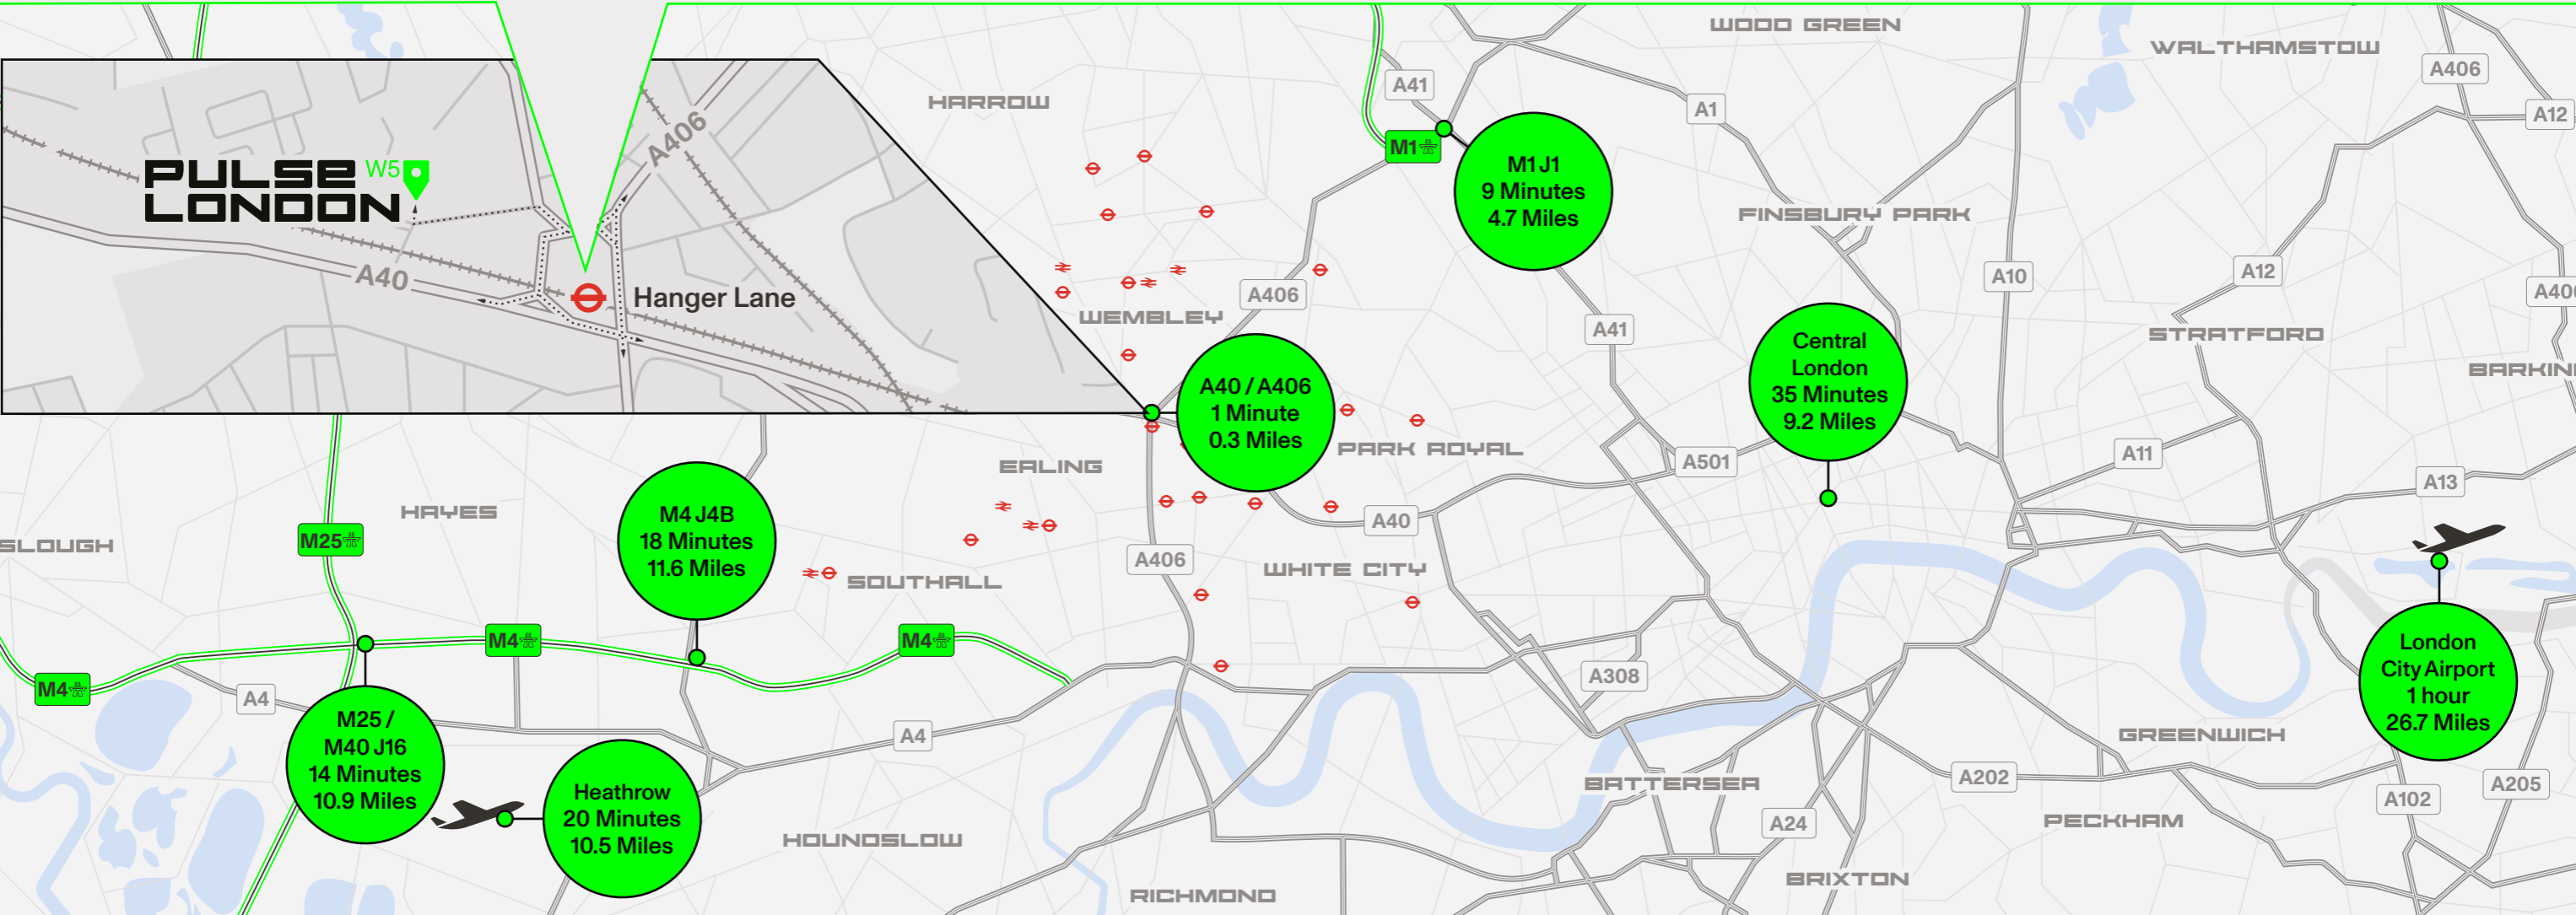 WOOD GREEN
WALTHAMSTOW
A406
A41
A1
A12
HARROW
M1
M1 J1
9 Minutes
4.7 Miles
A406
PULSE
LONDON
W5
FINSBURY PARK
A10
A12
A40
Hanger Lane
A406
WEMBLEY
A41
STRATFORD
Central
London
35 Minutes
9.2 Miles
A40 / A406
1 Minute
0.3 Miles
PARK ROYAL
EALING
A501
A11
A13
HAYES
M4 J4B
18 Minutes
11.6 Miles
A40
SLOUGH
M25
A406
WHITE CITY
SOUTHALL
M4
M4
M4
A4
A308
London
City Airport
1 hour
26.7 Miles
M25 /
M40 J16
14 Minutes
10.9 Miles
A4
GREENWICH
BATTERSEA
A202
A205
A102
Heathrow
20 Minutes
10.5 Miles
HOUNSLOW
A24
PECKHAM
RICHMOND
BRIXTON